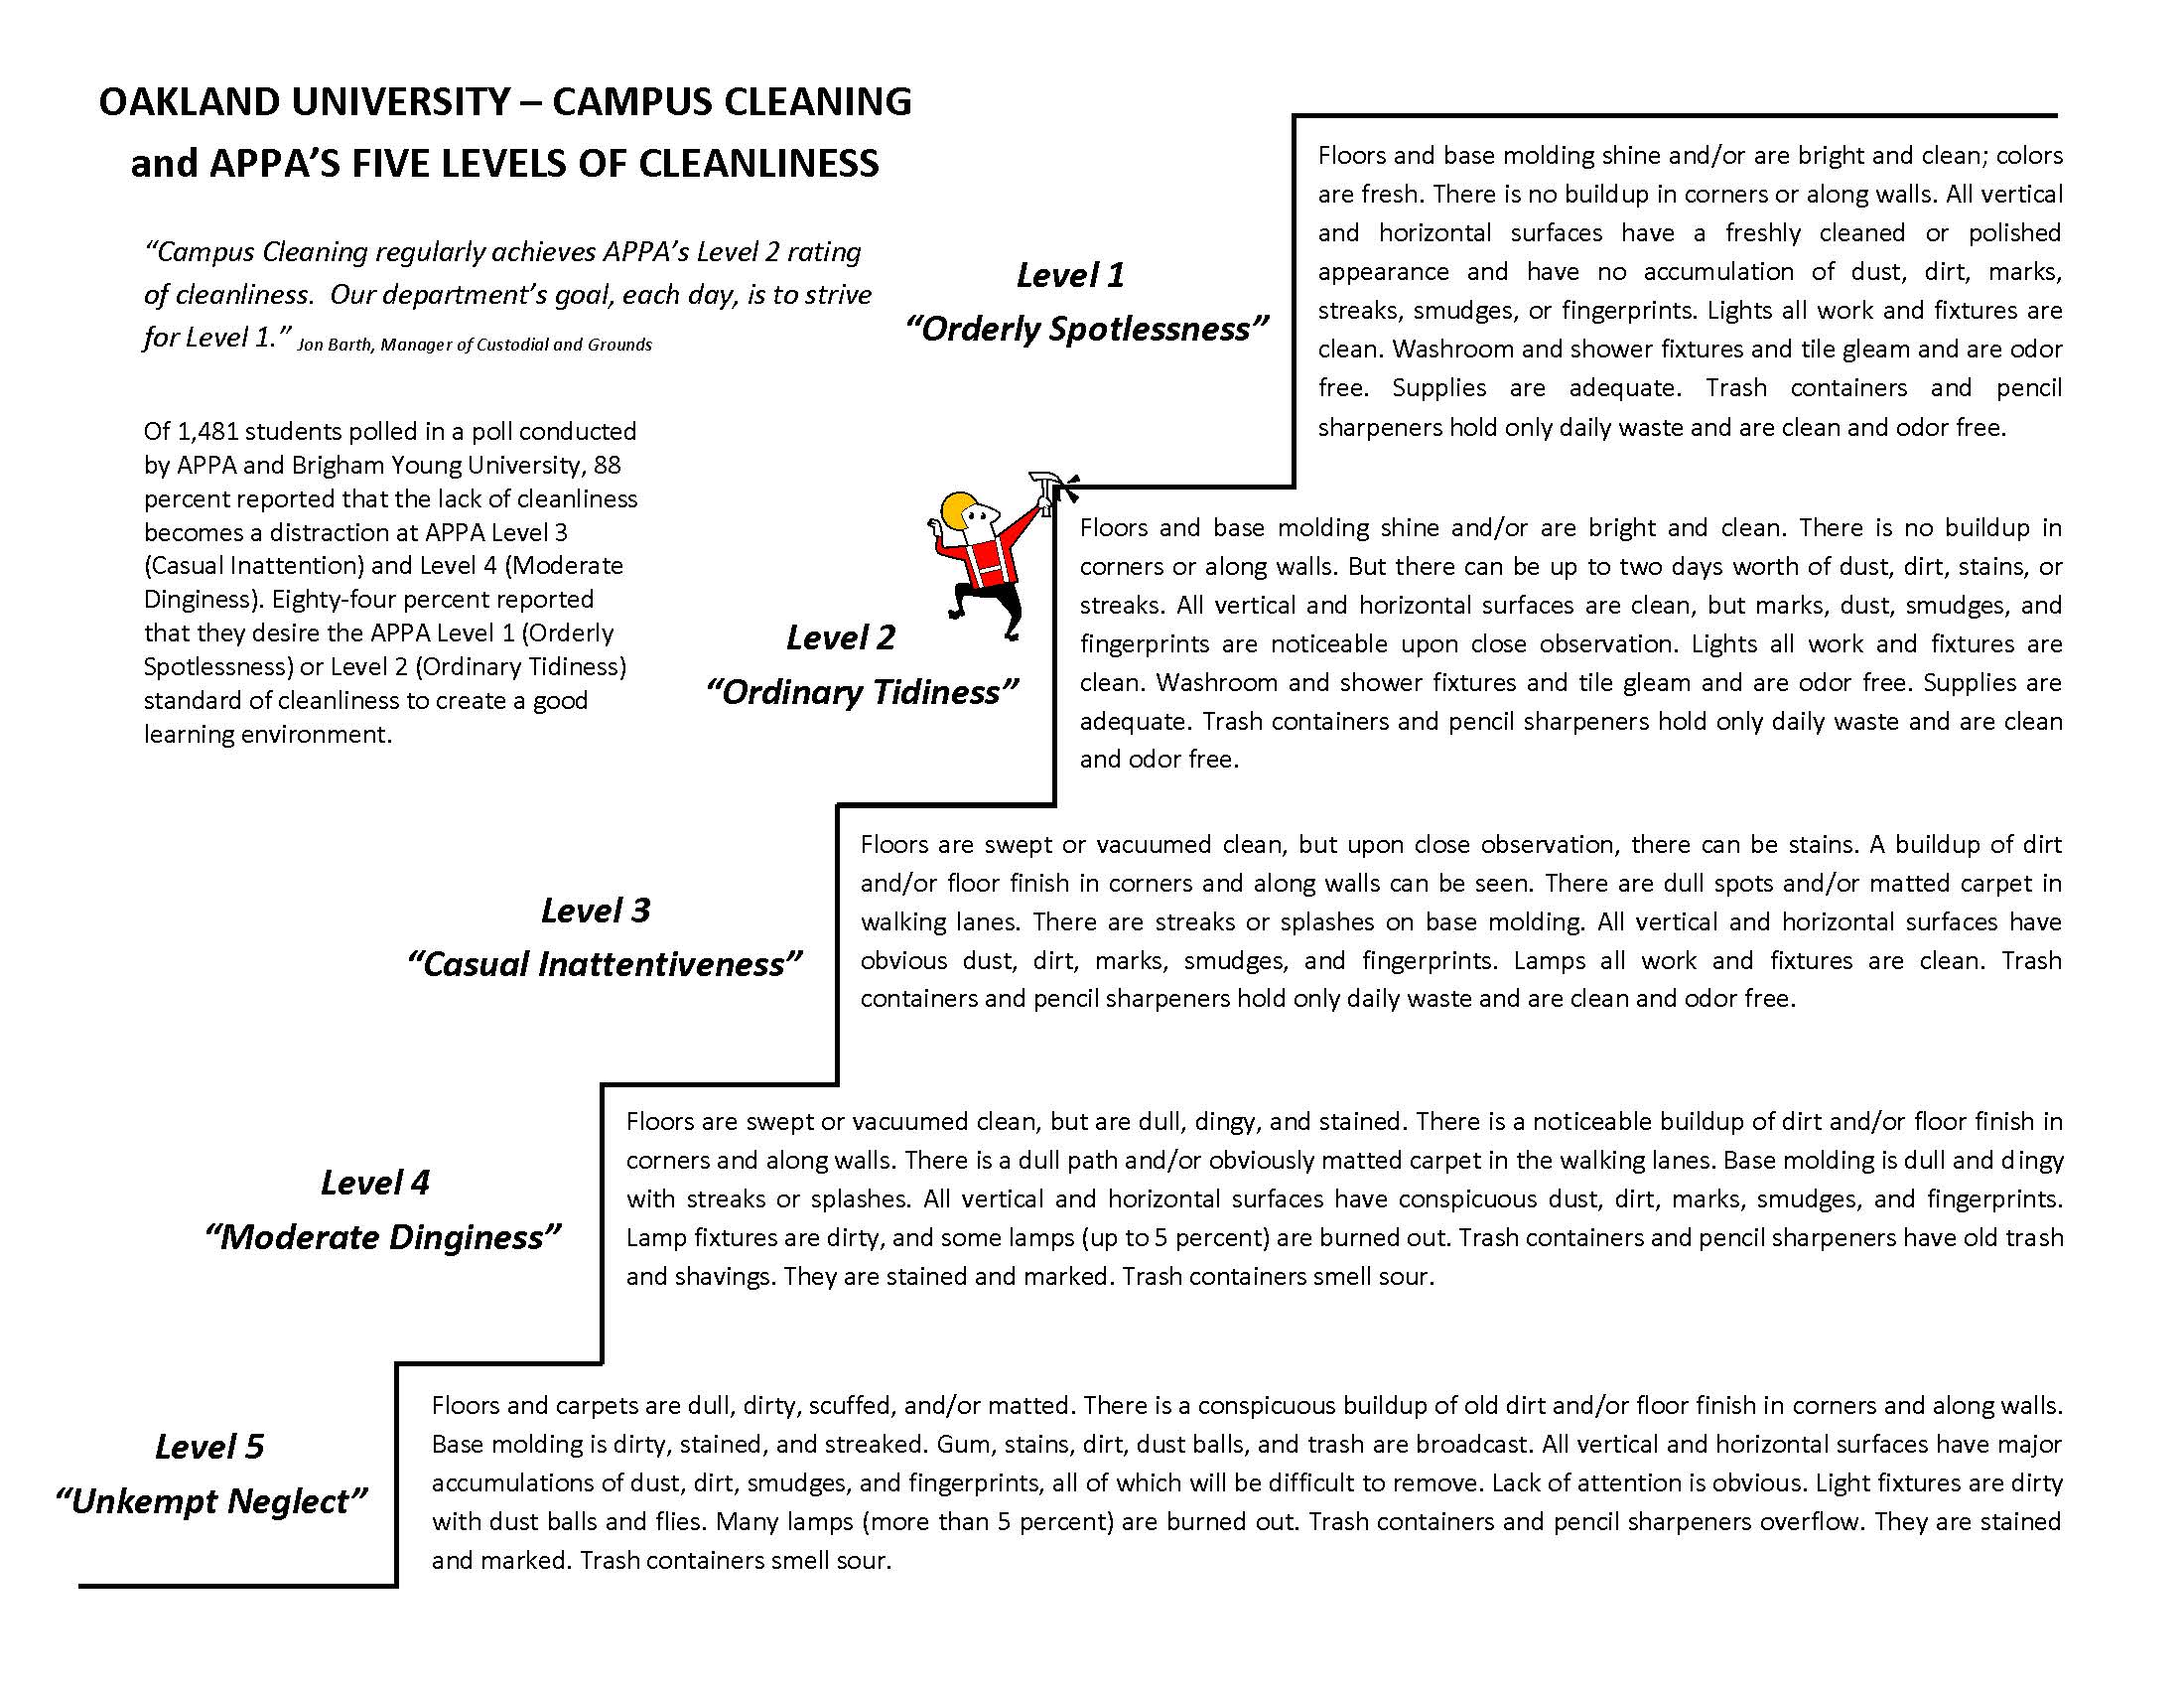 OAKLAND UNIVERSITY – CAMPUS CLEANING
and APPA’S FIVE LEVELS OF CLEANLINESS
“Campus Cleaning regularly achieves APPA’s Level 2 rating
of cleanliness.  Our department’s goal, each day, is to strive
for Level 1.” Jon Barth, Manager of Custodial and Grounds
Of 1,481 students polled in a poll conducted
by APPA and Brigham Young University, 88
percent reported that the lack of cleanliness
becomes a distraction at APPA Level 3
(Casual Inattention) and Level 4 (Moderate
Dinginess). Eighty-four percent reported
that they desire the APPA Level 1 (Orderly
Spotlessness) or Level 2 (Ordinary Tidiness)
standard of cleanliness to create a good
learning environment.
Level 1
“Orderly Spotlessness”
Floors and base molding shine and/or are bright and clean; colors
are fresh. There is no buildup in corners or along walls. All vertical
and horizontal surfaces have a freshly cleaned or polished
appearance and have no accumulation of dust, dirt, marks,
streaks, smudges, or fingerprints. Lights all work and fixtures are
clean. Washroom and shower fixtures and tile gleam and are odor
free. Supplies are adequate. Trash containers and pencil
sharpeners hold only daily waste and are clean and odor free.
Level 2
“Ordinary Tidiness”
Floors and base molding shine and/or are bright and clean. There is no buildup in
corners or along walls. But there can be up to two days worth of dust, dirt, stains, or
streaks. All vertical and horizontal surfaces are clean, but marks, dust, smudges, and
fingerprints are noticeable upon close observation. Lights all work and fixtures are
clean. Washroom and shower fixtures and tile gleam and are odor free. Supplies are
adequate. Trash containers and pencil sharpeners hold only daily waste and are clean
and odor free.
Level 3
“Casual Inattentiveness”
Floors are swept or vacuumed clean, but upon close observation, there can be stains. A buildup of dirt
and/or floor finish in corners and along walls can be seen. There are dull spots and/or matted carpet in
walking lanes. There are streaks or splashes on base molding. All vertical and horizontal surfaces have
obvious dust, dirt, marks, smudges, and fingerprints. Lamps all work and fixtures are clean. Trash
containers and pencil sharpeners hold only daily waste and are clean and odor free.
Level 4
“Moderate Dinginess”
Floors are swept or vacuumed clean, but are dull, dingy, and stained. There is a noticeable buildup of dirt and/or floor finish in
corners and along walls. There is a dull path and/or obviously matted carpet in the walking lanes. Base molding is dull and dingy
with streaks or splashes. All vertical and horizontal surfaces have conspicuous dust, dirt, marks, smudges, and fingerprints.
Lamp fixtures are dirty, and some lamps (up to 5 percent) are burned out. Trash containers and pencil sharpeners have old trash
and shavings. They are stained and marked. Trash containers smell sour.
Level 5
“Unkempt Neglect”
Floors and carpets are dull, dirty, scuffed, and/or matted. There is a conspicuous buildup of old dirt and/or floor finish in corners and along walls.
Base molding is dirty, stained, and streaked. Gum, stains, dirt, dust balls, and trash are broadcast. All vertical and horizontal surfaces have major
accumulations of dust, dirt, smudges, and fingerprints, all of which will be difficult to remove. Lack of attention is obvious. Light fixtures are dirty
with dust balls and flies. Many lamps (more than 5 percent) are burned out. Trash containers and pencil sharpeners overflow. They are stained
and marked. Trash containers smell sour.